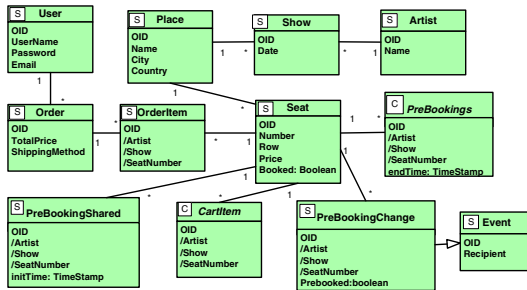 S User
OID
UserName
Password
Email
S Place
OID
Name
City
Country
S Show
OID
Date
S Artist
OID
Name
1
*
*
1
1
1
*
*
S Order
OID
TotalPrice
ShippingMethod
1
*
S OrderItem
OID
/Artist
/Show
/SeatNumber
*
1
S Seat
OID
Number
Row
Price
Booked: Boolean
1
*
C PreBookings
OID
/Artist
/Show
/SeatNumber
endTime: TimeStamp
1
1
1
*
*
*
S PreBookingShared
OID
/Artist
/Show
/SeatNumber
initTime: TimeStamp
C CartItem
OID
/Artist
/Show
/SeatNumber
S PreBookingChange
OID
/Artist
/Show
/SeatNumber
Prebooked:boolean
S Event
OID
Recipient